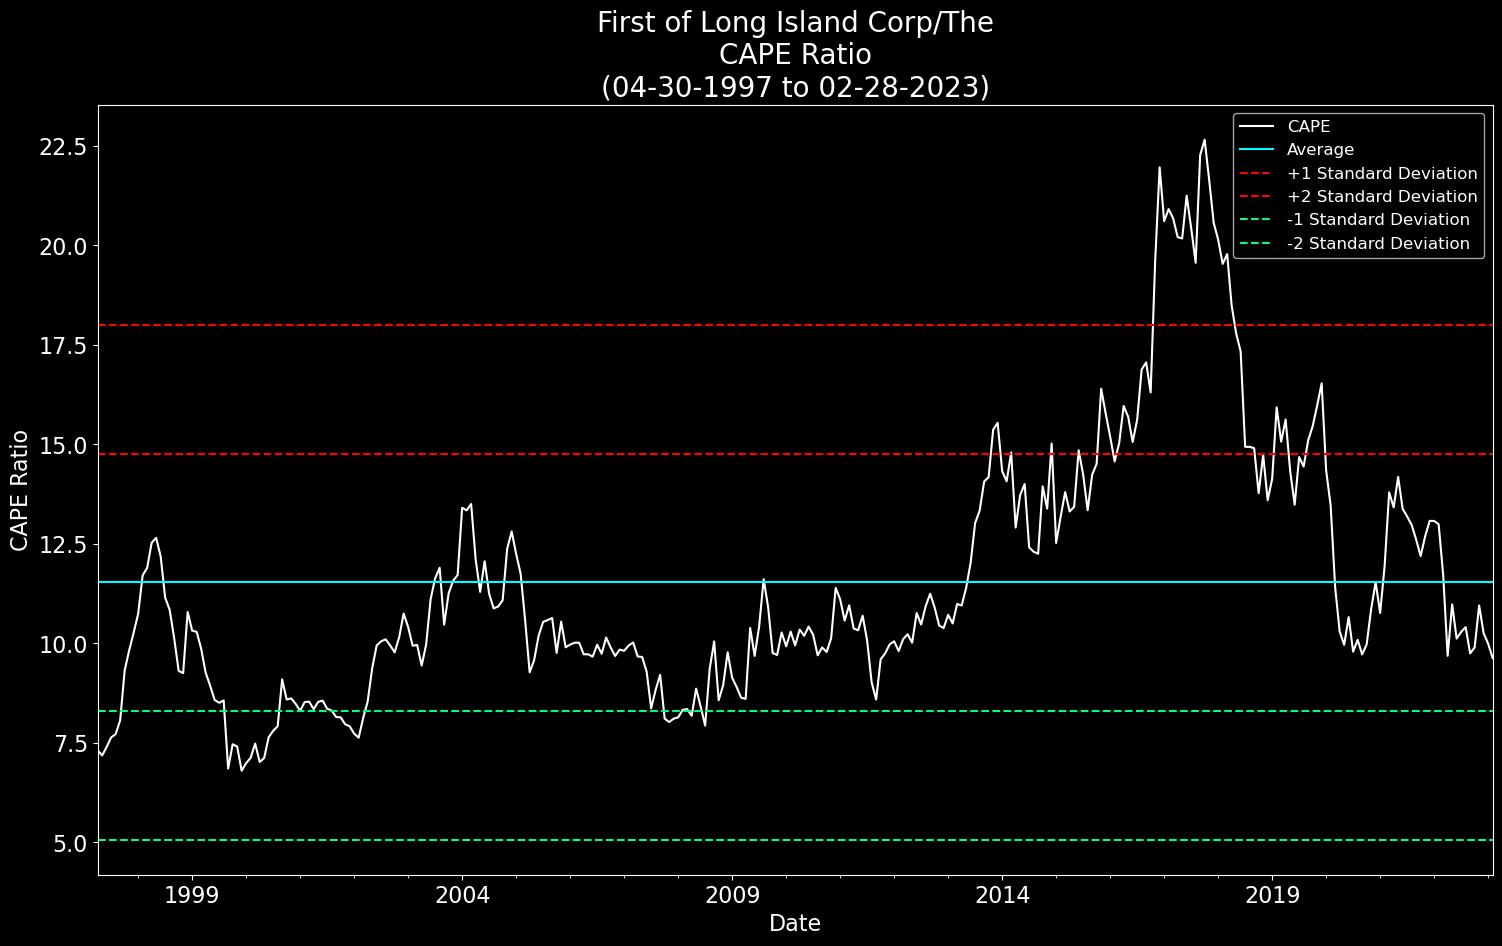 First of Long Island Corp/The
CAPE Ratio
(04-30-1997 to 02-28-2023)
CAPE
Average
+1 Standard Deviation
+2 Standard Deviation
-1 Standard Deviation
-2 Standard Deviation
CAPE Ratio
22.5
20.0
17.5
15.0
12.5
10.0
7.5
5.0
1999
2004
2009
2014
2019
Date